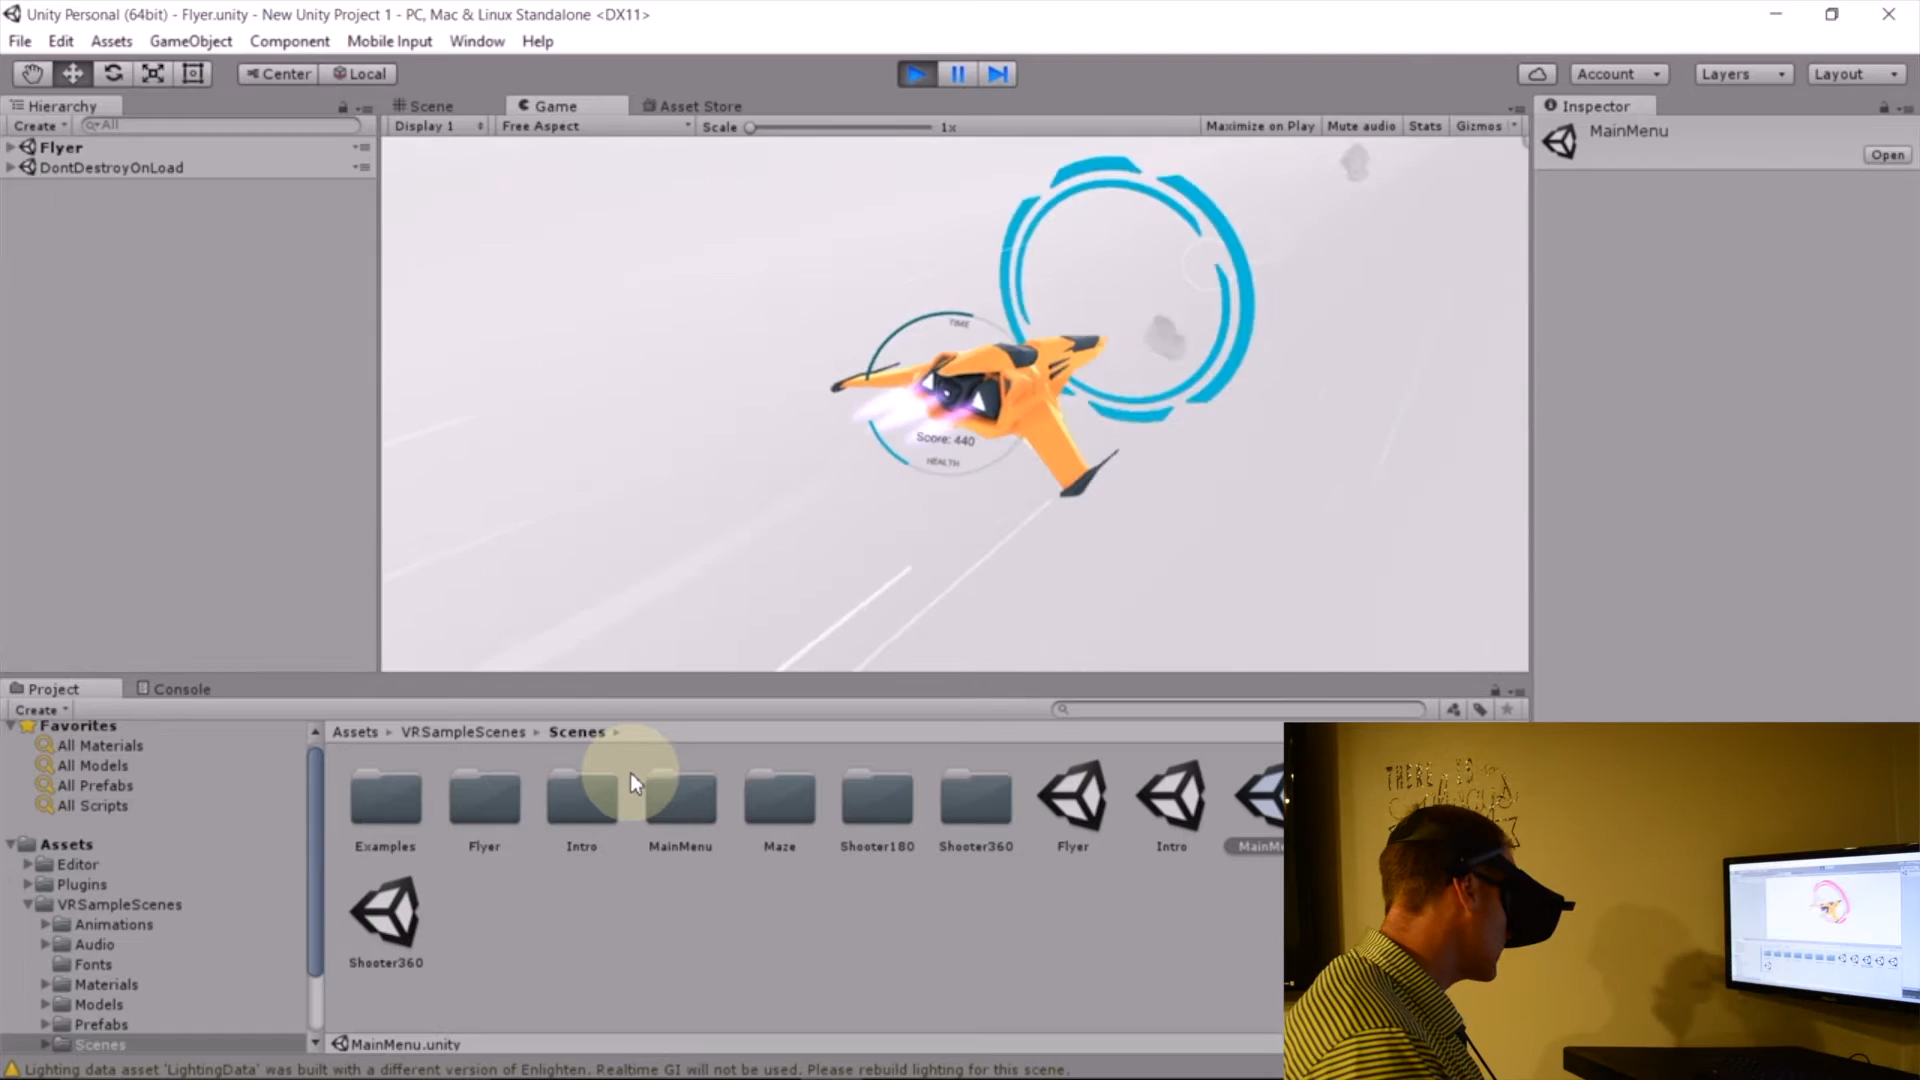 Unity Personal (64bit) - Flyer.unity - New Unity Project 1 - PC, Mac & Linux Standalone <DX11>
File Edit Assets GameObject Component Mobile Input Window Help
Center Local Account Layers Layout
Hierarchy Scene Game Asset Store Inspector
Create All Display 1 Free Aspect Scale 1x Maximize on Play Mute audio Stats Gizmos
MainMenu
Open
Flyer
DontDestroyOnLoad
TIME
Score: 440
HEALTH
Project Console
Create
Favorites
All Materials
All Models
All Prefabs
All Scripts
Assets
Editor
Plugins
VRSampleScenes
Animations
Audio
Fonts
Materials
Models
Prefabs
Scenes
Assets VRSampleScenes Scenes
Examples Flyer Intro MainMenu Maze Shooter180 Shooter360 Flyer Intro MainMe
Shooter360
MainMenu.unity
THERE IS
always
Lighting data asset 'LightingData' was built with a different version of Enlighten. Realtime GI will not be used. Please rebuild lighting for this scene.